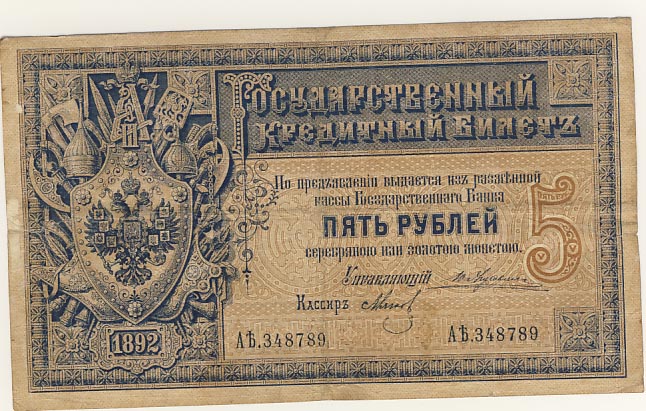 Государственный
Кредитный Билетъ
По предъявленіи выдается изъ размѣнной
кассы Государственнаго Банка
ПЯТЬ РУБЛЕЙ
серебряною или золотою монетою.
5
Управляющій
Кассиръ
1892
АѢ.348789
АѢ.348789